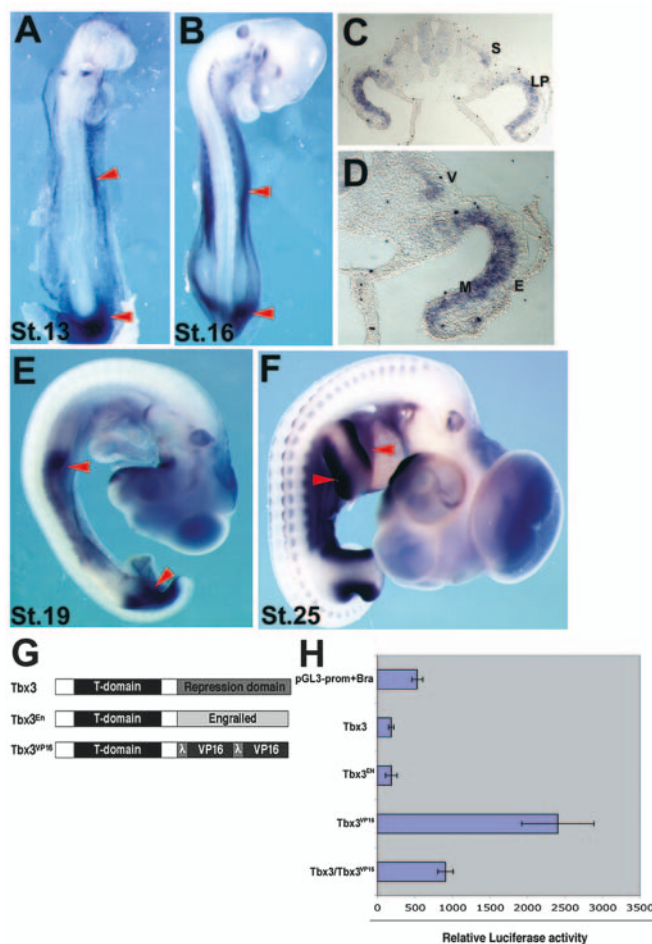 A
B
C
S
LP
D
V
M
E
St.13
St.16
E
F
St.19
St.25
G
Tbx3
T-domain
Repression domain
Tbx3En
T-domain
Engrailed
Tbx3VP16
T-domain
λ
VP16
λ
VP16
H
pGL3-prom+Bra
Tbx3
Tbx3EN
Tbx3VP16
Tbx3/Tbx3VP16
0
500
1000
1500
2000
2500
3000
3500
Relative Luciferase activity